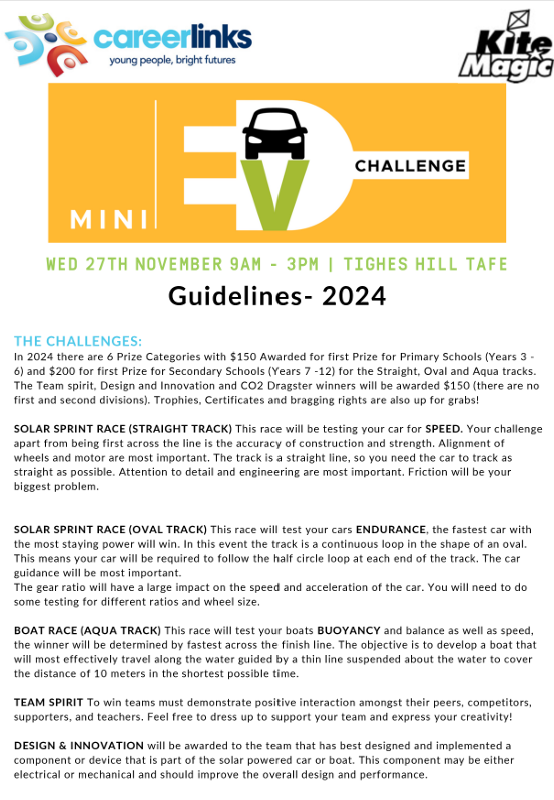 careerlinks
young people, bright futures
Kite
Magic
MINI
EV
CHALLENGE
WED 27TH NOVEMBER 9AM - 3PM | TIGHES HILL TAFE
Guidelines- 2024
THE CHALLENGES:
In 2024 there are 6 Prize Categories with $150 Awarded for first Prize for Primary Schools (Years 3 -
6) and $200 for first Prize for Secondary Schools (Years 7 -12) for the Straight, Oval and Aqua tracks.
The Team spirit, Design and Innovation and CO2 Dragster winners will be awarded $150 (there are no
first and second divisions). Trophies, Certificates and bragging rights are also up for grabs!
SOLAR SPRINT RACE (STRAIGHT TRACK) This race will be testing your car for SPEED. Your challenge
apart from being first across the line is the accuracy of construction and strength. Alignment of
wheels and motor are most important. The track is a straight line, so you need the car to track as
straight as possible. Attention to detail and engineering are most important. Friction will be your
biggest problem.
SOLAR SPRINT RACE (OVAL TRACK) This race will test your cars ENDURANCE, the fastest car with
the most staying power will win. In this event the track is a continuous loop in the shape of an oval.
This means your car will be required to follow the half circle loop at each end of the track. The car
guidance will be most important.
The gear ratio will have a large impact on the speed and acceleration of the car. You will need to do
some testing for different ratios and wheel size.
BOAT RACE (AQUA TRACK) This race will test your boats BUOYANCY and balance as well as speed,
the winner will be determined by fastest across the finish line. The objective is to develop a boat that
will most effectively travel along the water guided by a thin line suspended about the water to cover
the distance of 10 meters in the shortest possible time.
TEAM SPIRIT To win teams must demonstrate positive interaction amongst their peers, competitors,
supporters, and teachers. Feel free to dress up to support your team and express your creativity!
DESIGN & INNOVATION will be awarded to the team that has best designed and implemented a
component or device that is part of the solar powered car or boat. This component may be either
electrical or mechanical and should improve the overall design and performance.